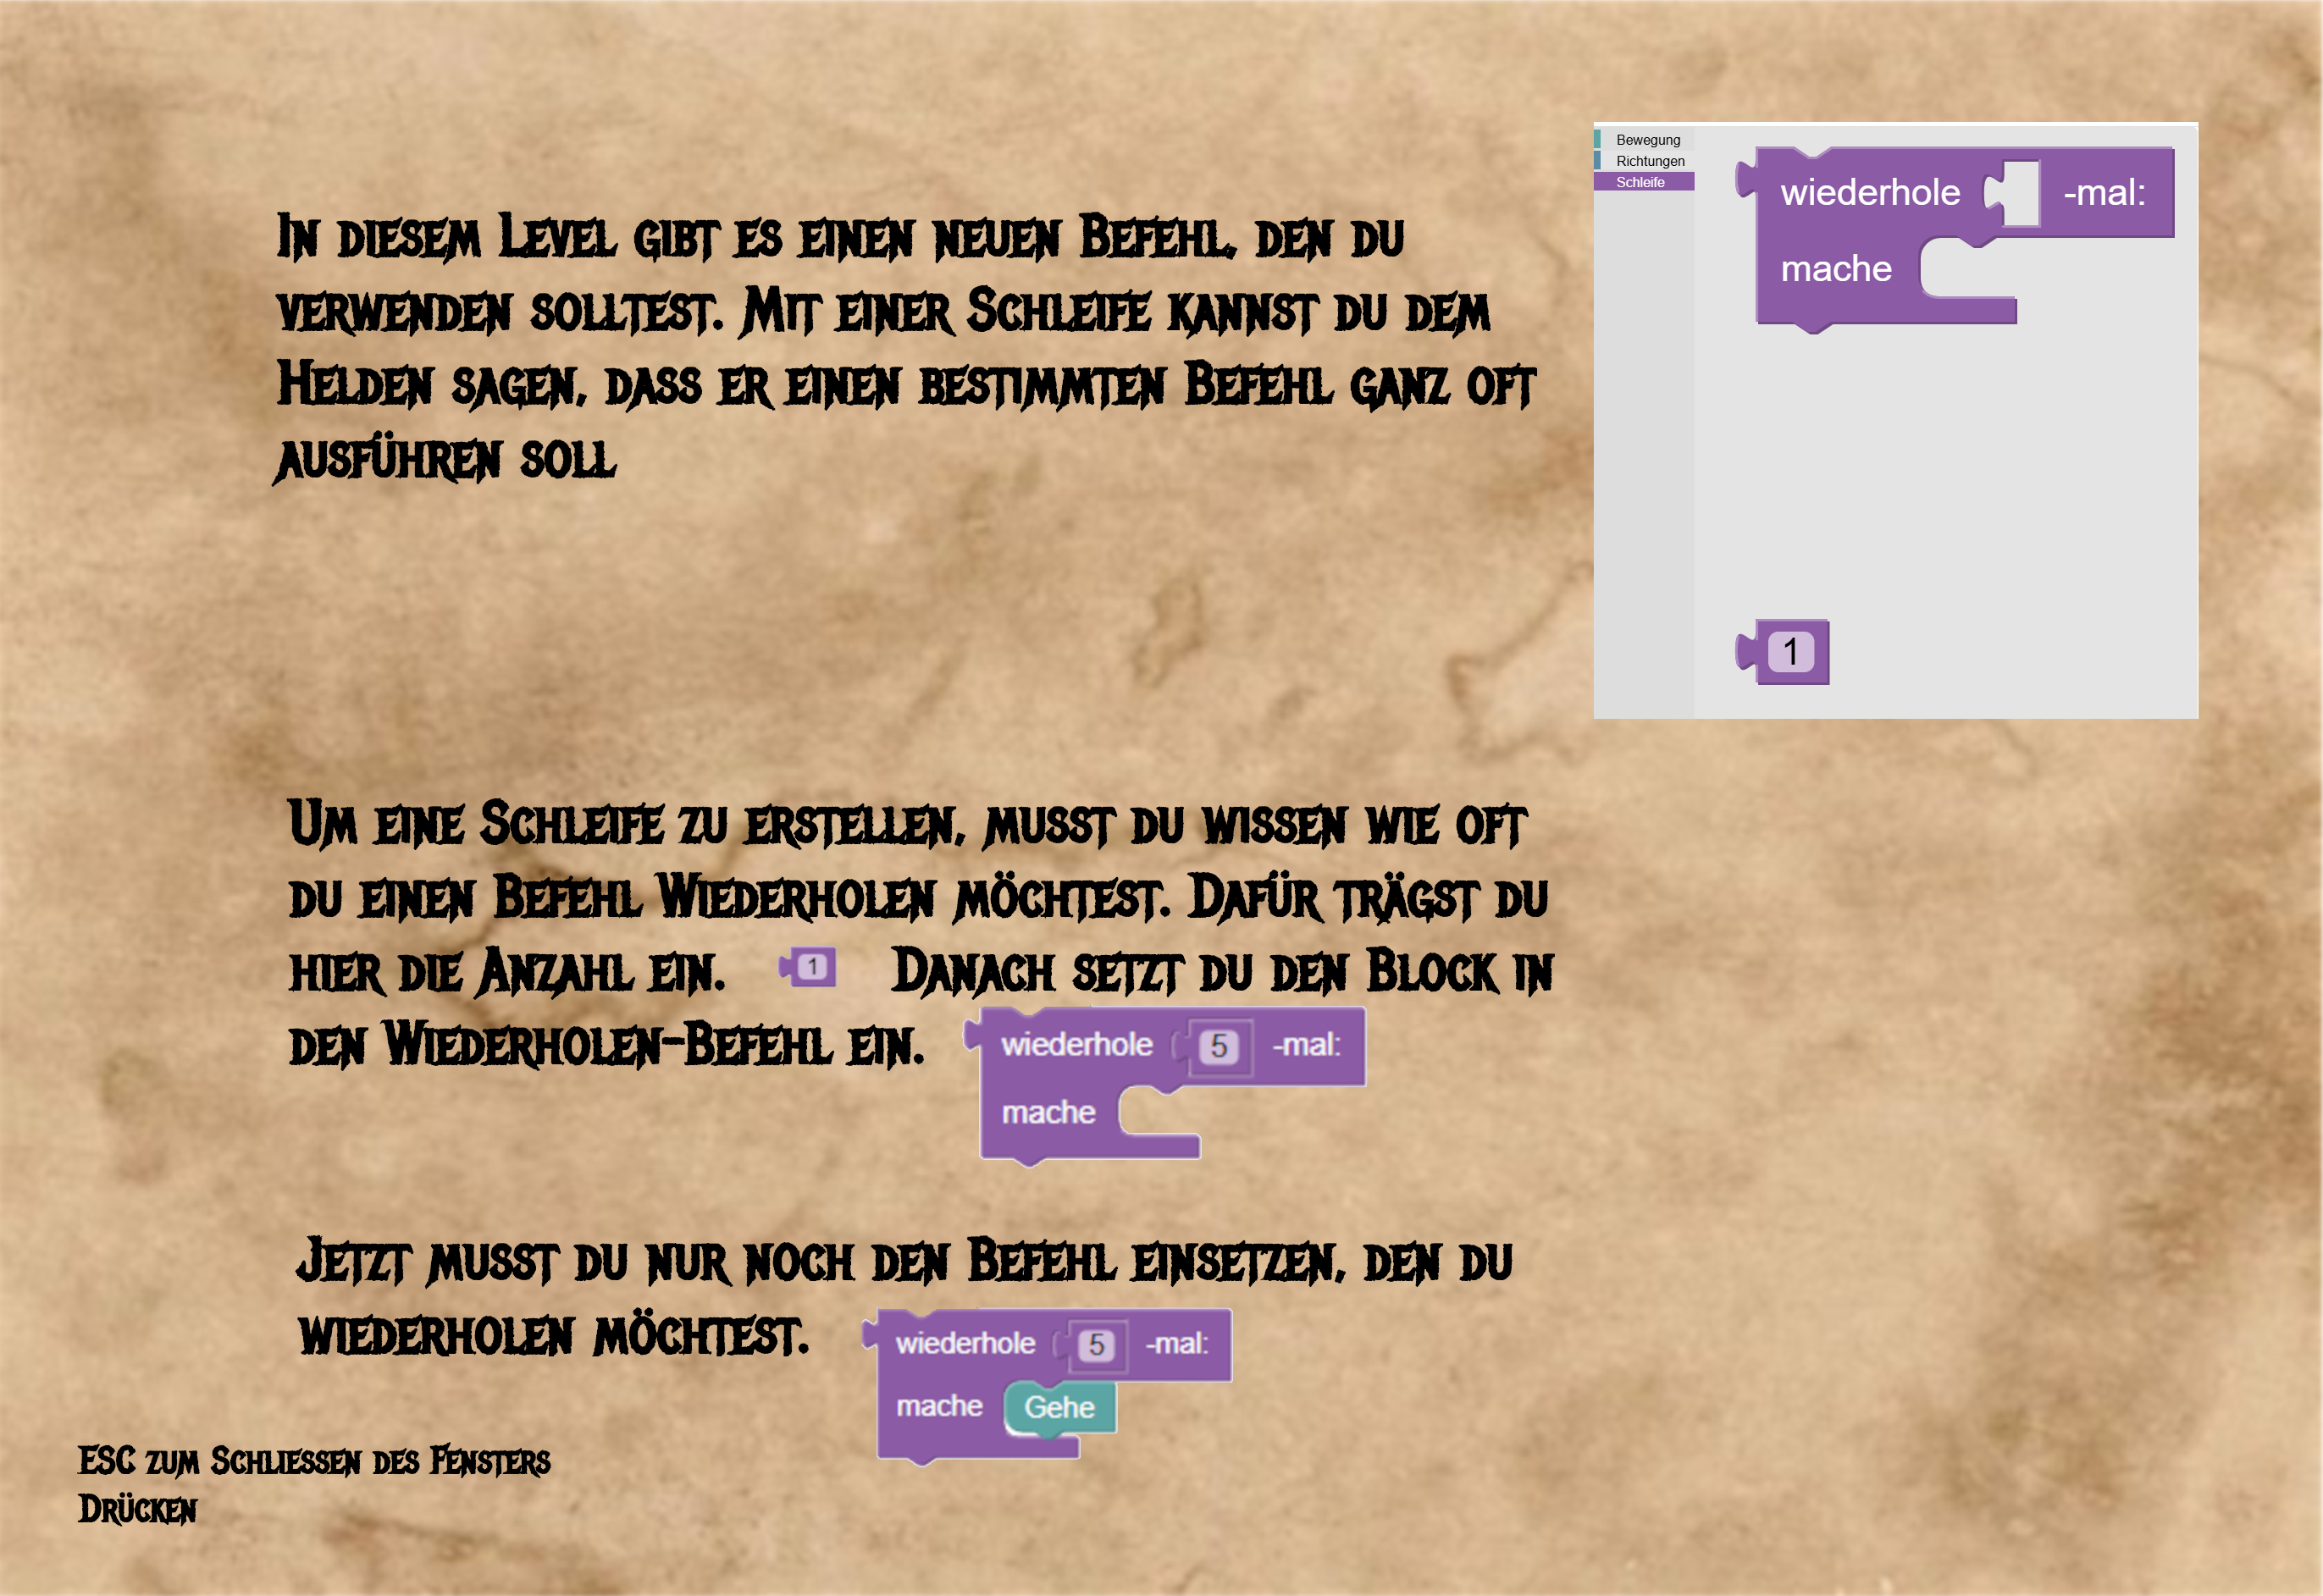 In diesem Level gibt es einen neuen Befehl, den du
verwenden solltest. Mit einer Schleife kannst du dem
Helden sagen, dass er einen bestimmten Befehl ganz oft
ausführen soll
Bewegung
Richtungen
Schleife
wiederhole -mal:
mache
1
Um eine Schleife zu erstellen, musst du wissen wie oft
du einen Befehl Wiederholen möchtest. Dafür trägst du
hier die Anzahl ein. 1 Danach setzt du den Block in
den Wiederholen-Befehl ein.
wiederhole 5 -mal:
mache
Jetzt musst du nur noch den Befehl einsetzen, den du
wiederholen möchtest.
wiederhole 5 -mal:
mache Gehe
ESC zum Schliessen des Fensters
Drücken